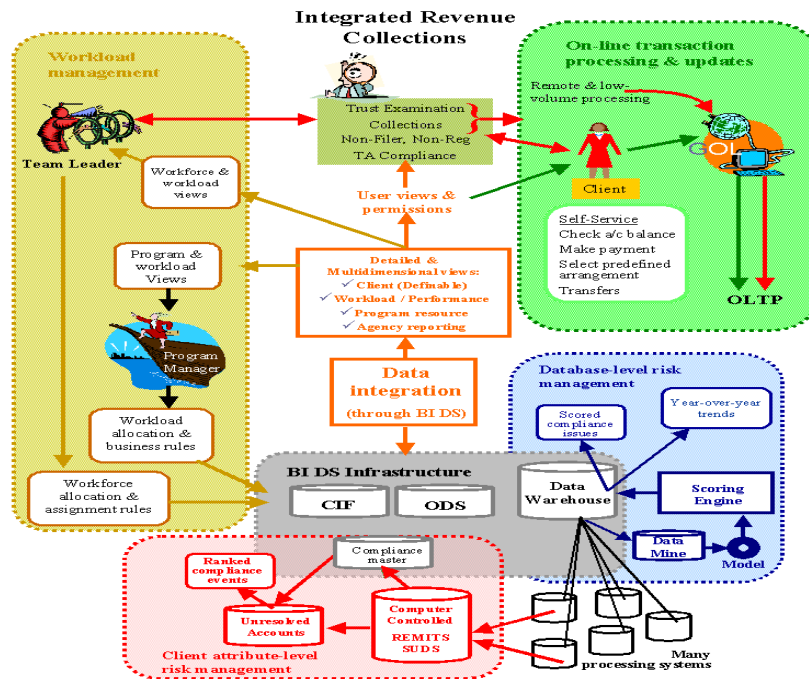 Integrated Revenue
Collections
Workload
management
Team Leader
Workforce &
workload
views
Program &
workload
Views
Program
Manager
Workload
allocation &
business rules
Workforce
allocation &
assignment rules
Trust Examination
Collections
Non-Filer, Non-Reg
TA Compliance
User views &
permissions
Detailed &
Multidimensional views:
Client (Definable)
Workload / Performance
Program resource
Agency reporting
Data
integration
(through BI DS)
On-line transaction
processing & updates
Remote & low-
volume processing
GOL
Client
Self-Service
Check a/c balance
Make payment
Select predefined
arrangement
Transfers
OLTP
Database-level risk
management
Scored
compliance
issues
Year-over-year
trends
Scoring
Engine
Data
Mine
Model
BI DS Infrastructure
CIF
ODS
Data
Warehouse
Compliance
master
Ranked
compliance
events
Unresolved
Accounts
Computer
Controlled
REMITS
SUDS
Client attribute-level
risk management
Many
processing systems